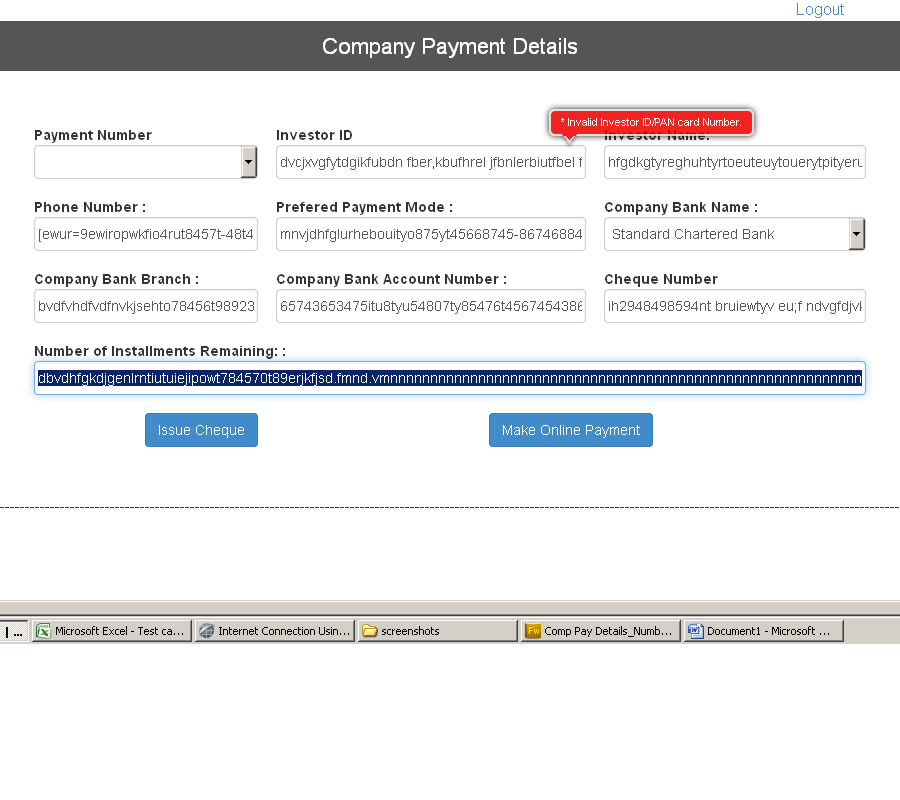 Logout
Company Payment Details
* Invalid Investor ID/PAN card Number.
Payment Number
Investor ID
Investor Name:
dvcjxvgfytdgikfubdn fber,kbufhrel jfbnlerbiutfbel f
hfgdkgtyreghuhtyrtoeuteuytouerytpityeru
Phone Number :
Prefered Payment Mode :
Company Bank Name :
[ewur=9ewiropwkfio4rut8457t-48t4
mnvjdhfglurhebouityo875yt45668745-86746884
Standard Chartered Bank
Company Bank Branch :
Company Bank Account Number :
Cheque Number
bvdfvhdfvdfnvkjsehto78456t98923
65743653475itu8tyu54807ty85476t4567454386
ih2948498594nt bruiewtyv eu;f ndvgfdjvk
Number of Installments Remaining: :
Issue Cheque
Make Online Payment
Microsoft Excel - Test ca...
Internet Connection Usin...
screenshots
Comp Pay Details_Numb...
Document1 - Microsoft ...